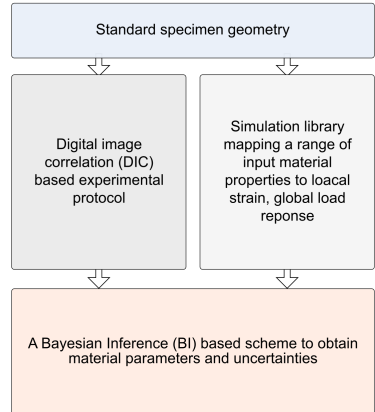 Standard specimen geometry
Digital image
correlation (DIC)
based experimental
protocol
Simulation library
mapping a range of
input material
properties to loacal
strain, global load
reponse
A Bayesian Inference (BI) based scheme to obtain
material parameters and uncertainties